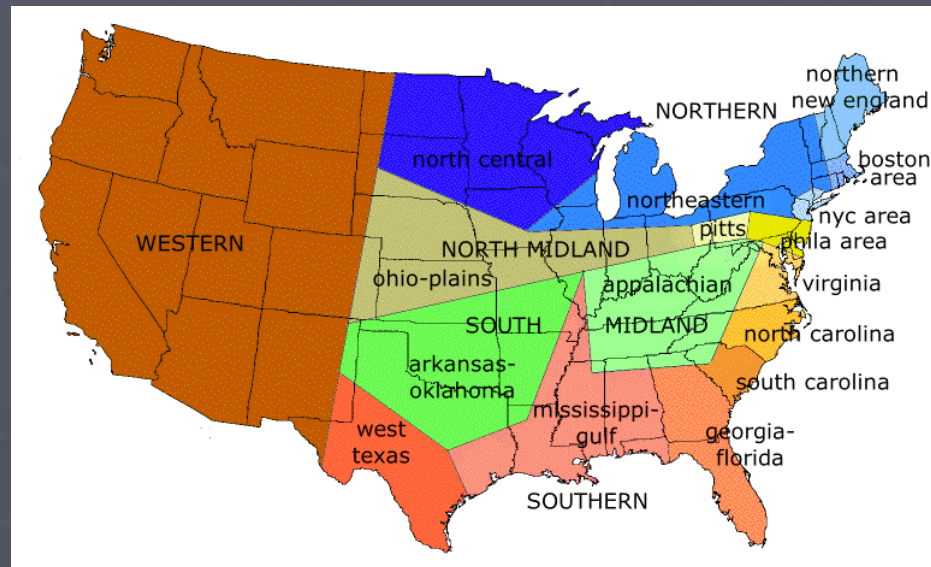 northern
new england
NORTHERN
north central
boston
area
northeastern
nyc area
pitts
phila area
WESTERN
NORTH MIDLAND
ohio-plains
appalachian
virginia
SOUTH
MIDLAND
north carolina
arkansas-
oklahoma
south carolina
mississippi-
gulf
west
texas
georgia-
florida
SOUTHERN